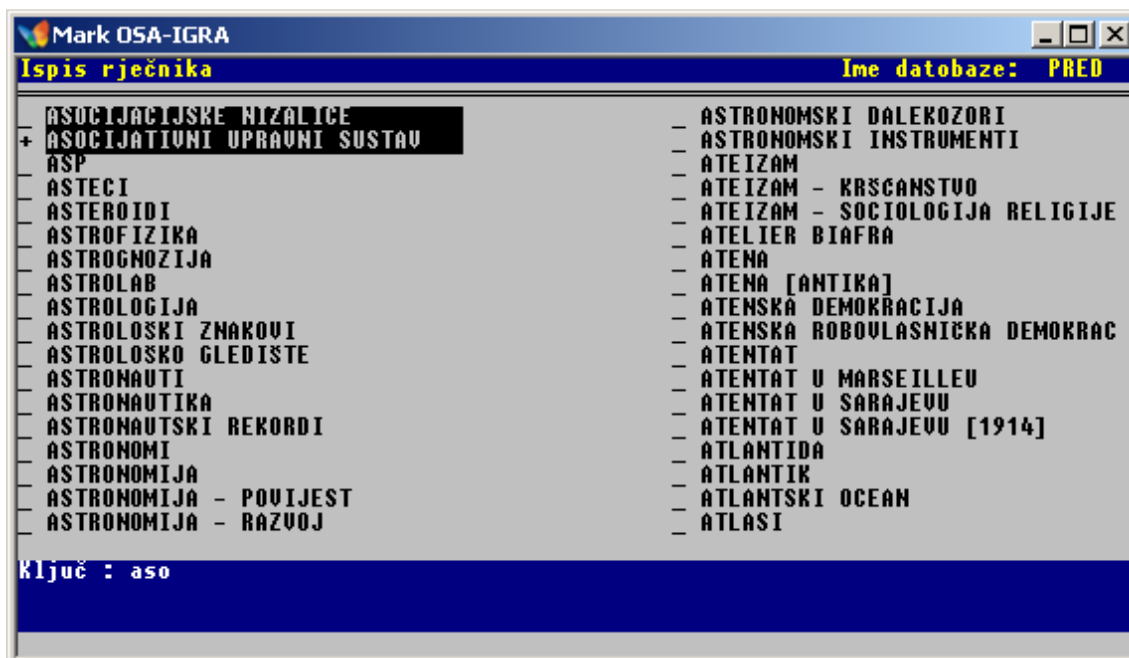 Mark OSA-IGRA
Ispis rječnika Ime datobaze: PRED
_ ASOCIJACIJSKE NIZALICE
+ ASOCIJATIVNI UPRAVNI SUSTAV
_ ASP
_ ASTECI
_ ASTEROIDI
_ ASTROFIZIKA
_ ASTROGNOZIJA
_ ASTROLAB
_ ASTROLOGIJA
_ ASTROLOŠKI ZNAKOVI
_ ASTROLOŠKO GLEDIŠTE
_ ASTRONAUTI
_ ASTRONAUTIKA
_ ASTRONAUTSKI REKORDI
_ ASTRONOMI
_ ASTRONOMIJA
_ ASTRONOMIJA - POVIJEST
_ ASTRONOMIJA - RAZVOJ
_ ASTRONOMSKI DALEKOZORI
_ ASTRONOMSKI INSTRUMENTI
_ ATEIZAM
_ ATEIZAM - KRŠĆANSTVO
_ ATEIZAM - SOCIOLOGIJA RELIGIJE
_ ATELIER BIAFRA
_ ATENA
_ ATENA [ANTIKA]
_ ATENSKA DEMOKRACIJA
_ ATENSKA ROBOVLASNIČKA DEMOKRAC
_ ATENTAT
_ ATENTAT U MARSEILLEU
_ ATENTAT U SARAJEVU
_ ATENTAT U SARAJEVU [1914]
_ ATLANTIDA
_ ATLANTIK
_ ATLANTSKI OCEAN
_ ATLASI
Ključ : aso